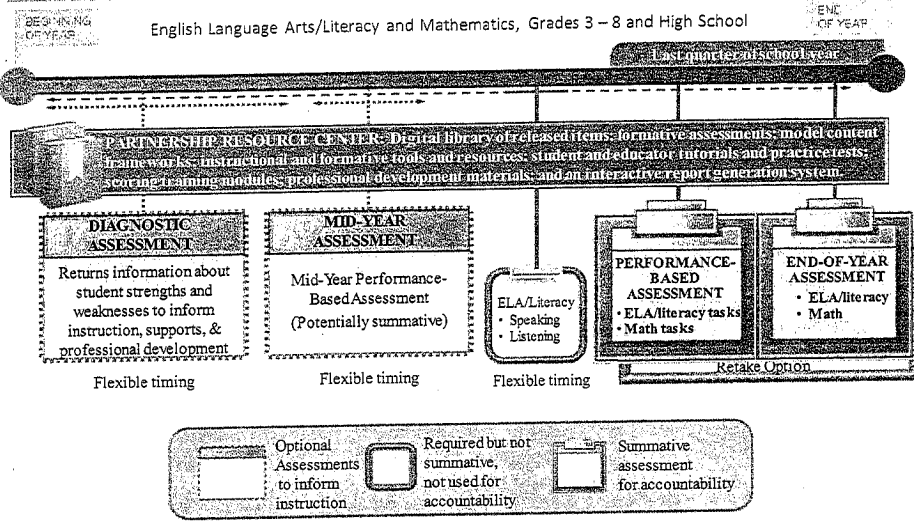 BEGINNING
OF YEAR
English Language Arts/Literacy and Mathematics, Grades 3 – 8 and High School
END
OF YEAR
Last quarter of school year
PARTNERSHIP RESOURCE CENTER: Digital library of released items; formative assessments; model content
frameworks; instructional and formative tools and resources; student and educator tutorials and practice tests;
scoring training modules; professional development materials; and an interactive report generation system.
DIAGNOSTIC
ASSESSMENT
Returns information about
student strengths and
weaknesses to inform
instruction, supports, &
professional development
Flexible timing
MID-YEAR
ASSESSMENT
Mid-Year Performance-
Based Assessment
(Potentially summative)
Flexible timing
ELA/Literacy
• Speaking
• Listening
Flexible timing
PERFORMANCE-
BASED
ASSESSMENT
• ELA/literacy tasks
• Math tasks
END-OF-YEAR
ASSESSMENT
• ELA/literacy
• Math
Retake Option
Optional
Assessments
to inform
instruction
Required but not
summative,
not used for
accountability
Summative
assessment
for accountability